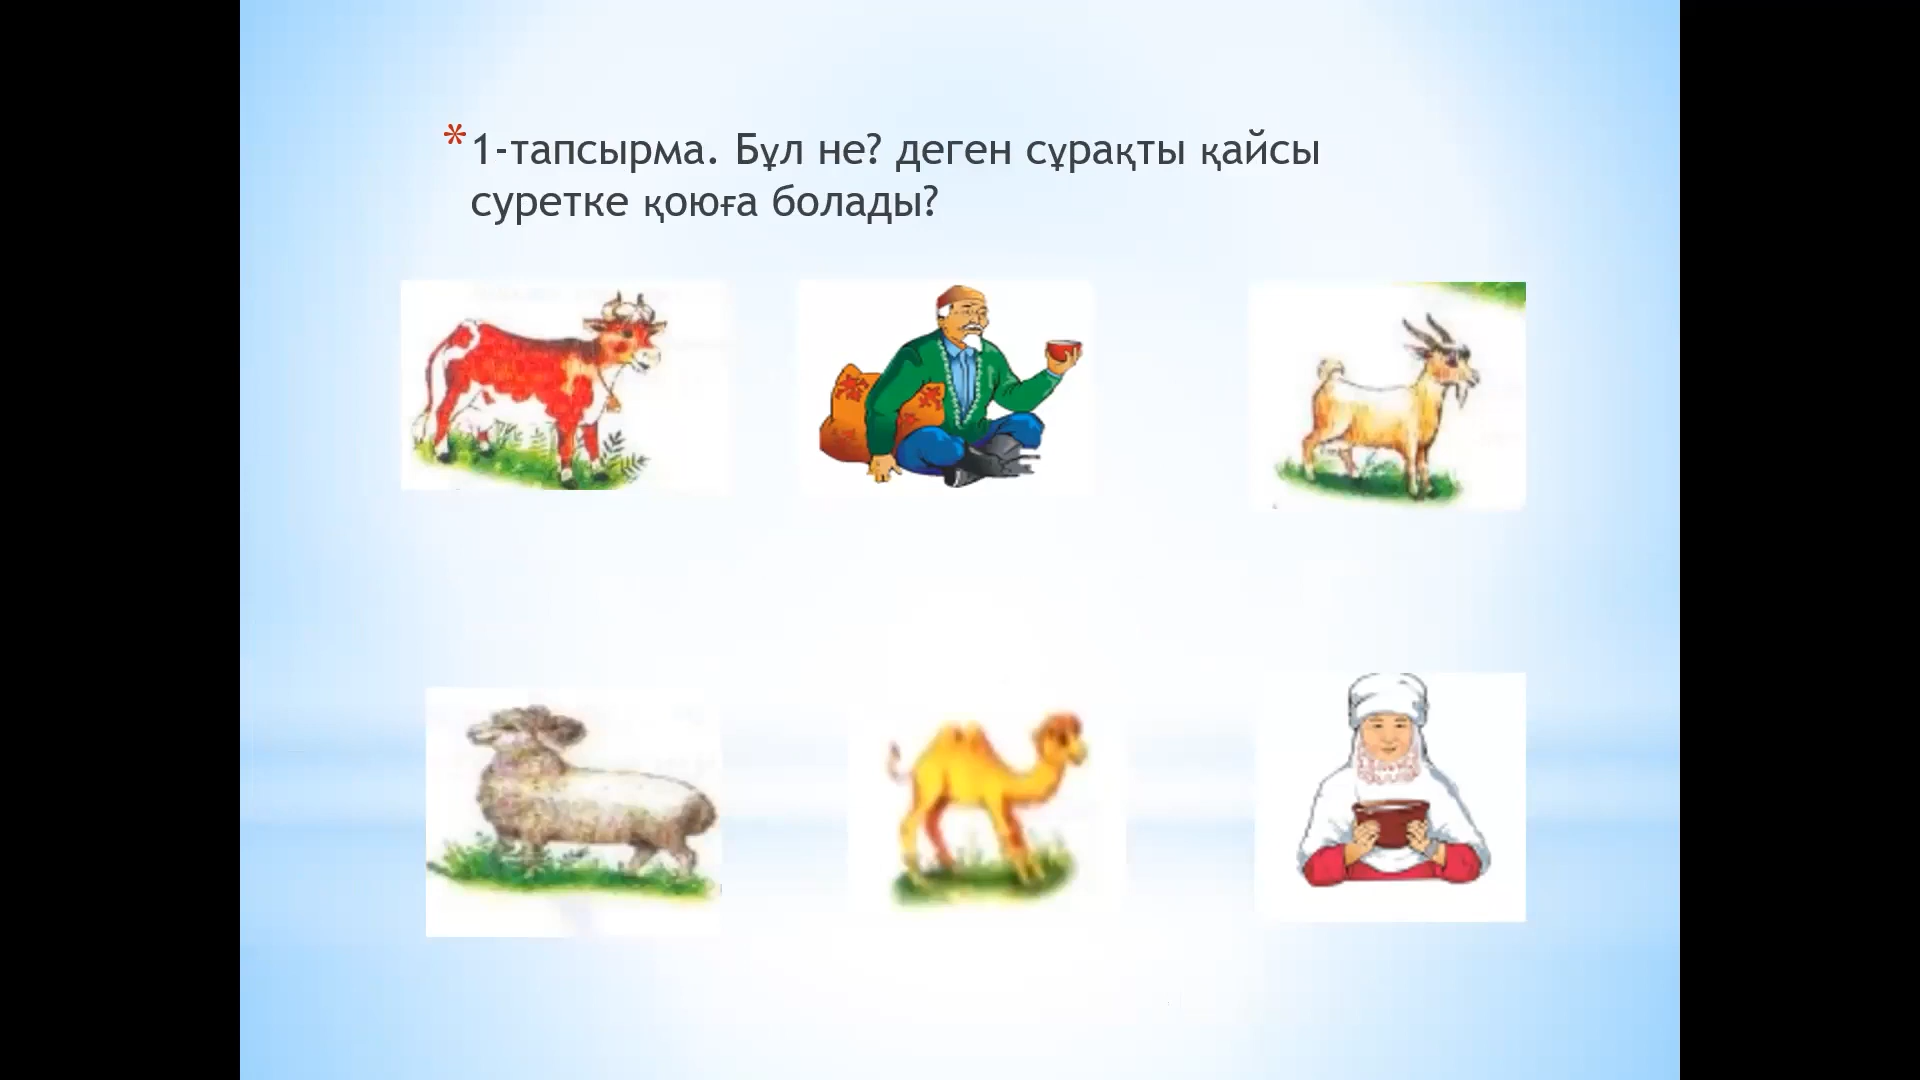 *1-тапсырма. Бұл не? деген сұрақты қайсы
суретке қоюға болады?